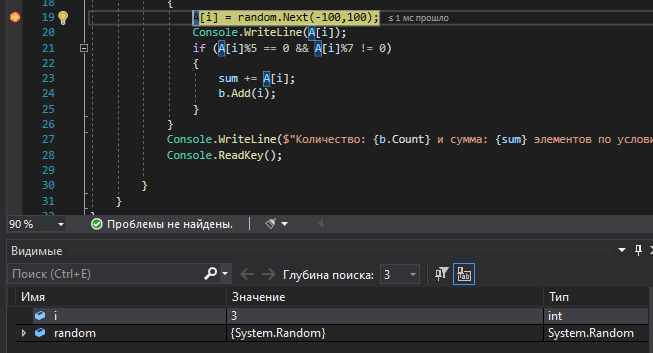 18 {
19 A[i] = random.Next(-100,100); ≤ 1 мс прошло
20 Console.WriteLine(A[i]);
21 if (A[i]%5 == 0 && A[i]%7 != 0)
22 {
23 sum += A[i];
24 b.Add(i);
25 }
26 }
27 Console.WriteLine($"Количество: {b.Count} и сумма: {sum} элементов по услови
28 Console.ReadKey();
29
30 }
31 }
32 }
90 % Проблемы не найдены.
Видимые
Поиск (Ctrl+E) Глубина поиска: 3
Имя Значение Тип
i 3 int
random {System.Random} System.Random